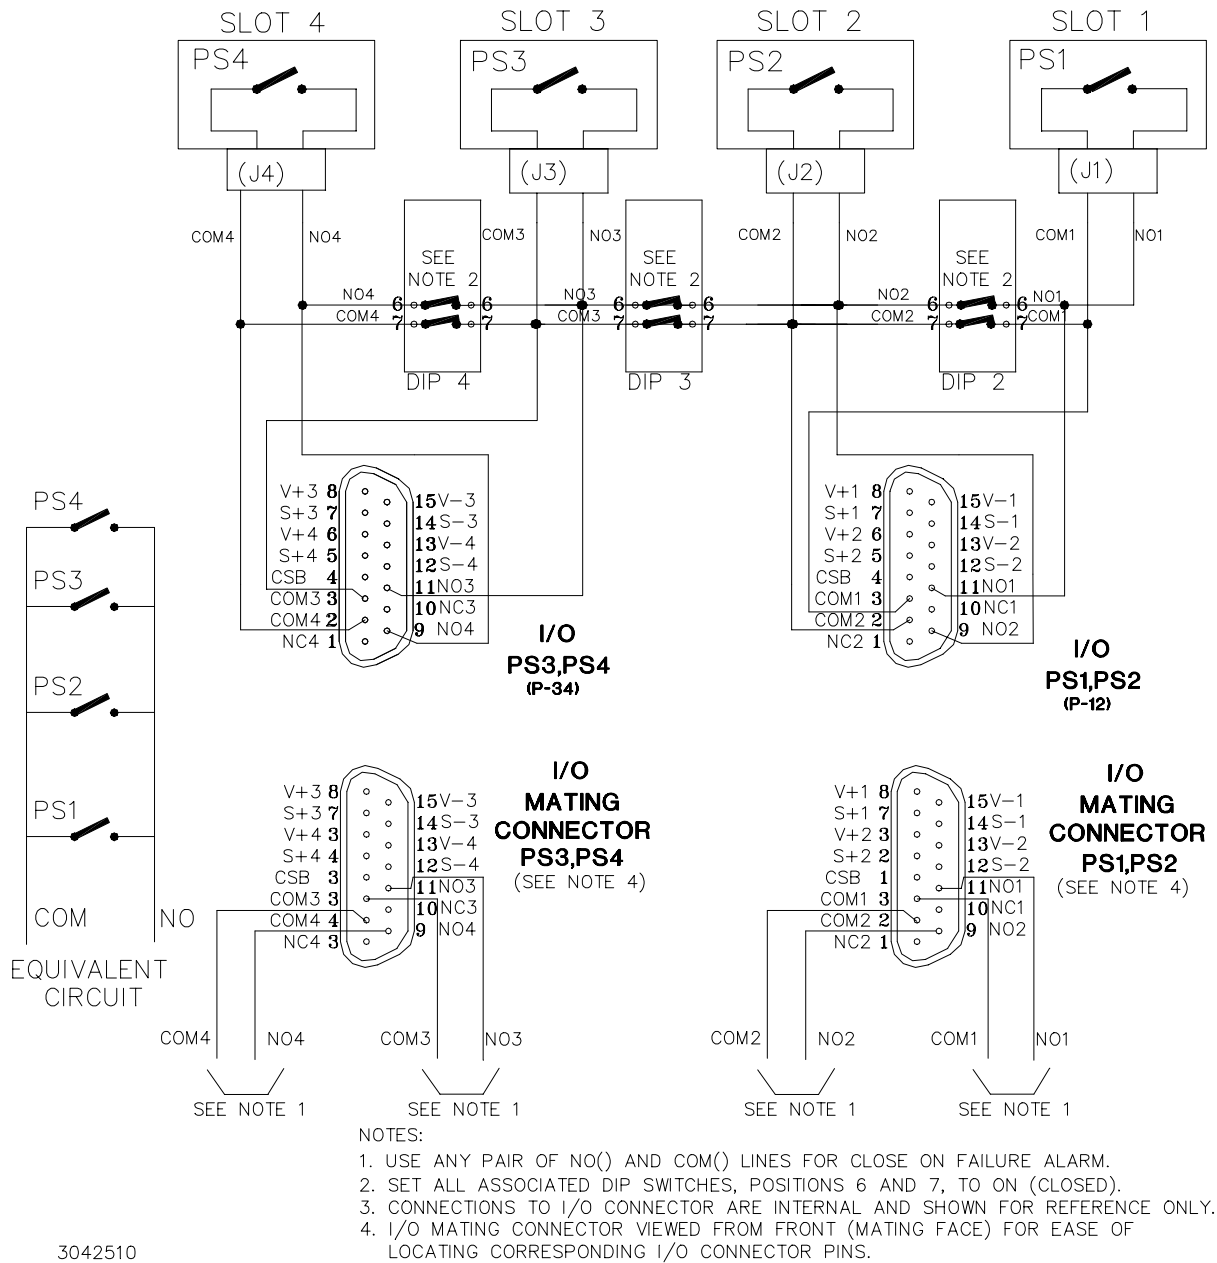 SLOT 4
SLOT 3
SLOT 2
SLOT 1
PS4
PS3
PS2
PS1
(J4)
(J3)
(J2)
(J1)
COM4
NO4
COM3
NO3
COM2
NO2
COM1
NO1
SEE
NOTE 2
SEE
NOTE 2
SEE
NOTE 2
NO4 6 6 NO3 6 6 NO2 6 6 NO1
COM4 7 7 COM3 7 7 COM2 7 7 COM1
DIP 4
DIP 3
DIP 2
V+3 8
S+3 7
V+4 6
S+4 5
CSB 4
COM3 3
COM4 2
NC4 1
15 V-3
14 S-3
13 V-4
12 S-4
11 NO3
10 NC3
9 NO4
I/O
PS3,PS4
(P-34)
V+1 8
S+1 7
V+2 6
S+2 5
CSB 4
COM1 3
COM2 2
NC2 1
15 V-1
14 S-1
13 V-2
12 S-2
11 NO1
10 NC1
9 NO2
I/O
PS1,PS2
(P-12)
PS4
PS3
PS2
PS1
COM
NO
EQUIVALENT
CIRCUIT
V+3 8
S+3 7
V+4 3
S+4 4
CSB 3
COM3 3
COM4 4
NC4 3
15 V-3
14 S-3
13 V-4
12 S-4
11 NO3
10 NC3
9 NO4
I/O
MATING
CONNECTOR
PS3,PS4
(SEE NOTE 4)
V+1 8
S+1 7
V+2 3
S+2 2
CSB 1
COM1 3
COM2 2
NC2 1
15 V-1
14 S-1
13 V-2
12 S-2
11 NO1
10 NC1
9 NO2
I/O
MATING
CONNECTOR
PS1,PS2
(SEE NOTE 4)
COM4
NO4
COM3
NO3
COM2
NO2
COM1
NO1
SEE NOTE 1
SEE NOTE 1
SEE NOTE 1
SEE NOTE 1
NOTES:
1. USE ANY PAIR OF NO() AND COM() LINES FOR CLOSE ON FAILURE ALARM.
2. SET ALL ASSOCIATED DIP SWITCHES, POSITIONS 6 AND 7, TO ON (CLOSED).
3. CONNECTIONS TO I/O CONNECTOR ARE INTERNAL AND SHOWN FOR REFERENCE ONLY.
4. I/O MATING CONNECTOR VIEWED FROM FRONT (MATING FACE) FOR EASE OF
LOCATING CORRESPONDING I/O CONNECTOR PINS.
3042510